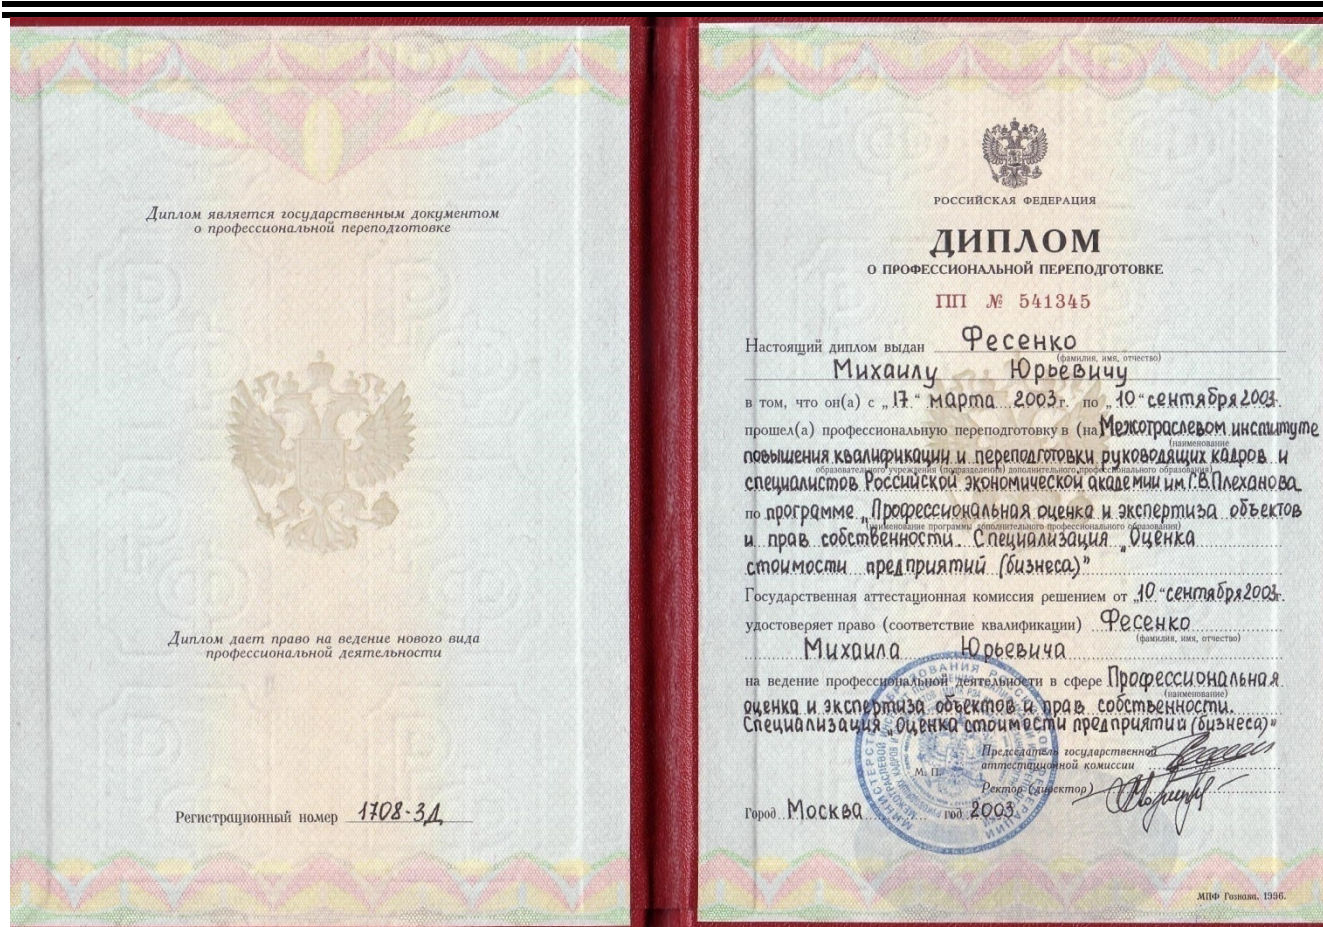 Диплом является государственным документом
о профессиональной переподготовке
Диплом дает право на ведение нового вида
профессиональной деятельности
Регистрационный номер 1708-3Д
РОССИЙСКАЯ ФЕДЕРАЦИЯ
ДИПЛОМ
О ПРОФЕССИОНАЛЬНОЙ ПЕРЕПОДГОТОВКЕ
ПП № 541345
Настоящий диплом выдан Фесенко
(фамилия, имя, отчество)
Михаилу Юрьевичу
в том, что он(а) с „17“ марта 2003 г. по „10“ сентября 2003 г.
прошел(а) профессиональную переподготовку в (на) Межотраслевом институте
(наименование
повышения квалификации и переподготовки руководящих кадров и
образовательного учреждения (подразделения) дополнительного профессионального образования)
специалистов Российской экономической академии им. Г.В. Плеханова
по программе „Профессиональная оценка и экспертиза объектов
(наименование программы дополнительного профессионального образования)
и прав собственности. Специализация „Оценка
стоимости предприятий (бизнеса)"
Государственная аттестационная комиссия решением от „10“ сентября 2003 г.
удостоверяет право (соответствие квалификации) Фесенко
(фамилия, имя, отчество)
Михаила Юрьевича
на ведение профессиональной деятельности в сфере Профессиональная
(наименование)
оценка и экспертиза объектов и прав собственности.
Специализация „Оценка стоимости предприятий (бизнеса)"
Председатель государственной
аттестационной комиссии
М. П.
Ректор (директор)
Город Москва год 2003
МПФ Гознака. 1996.